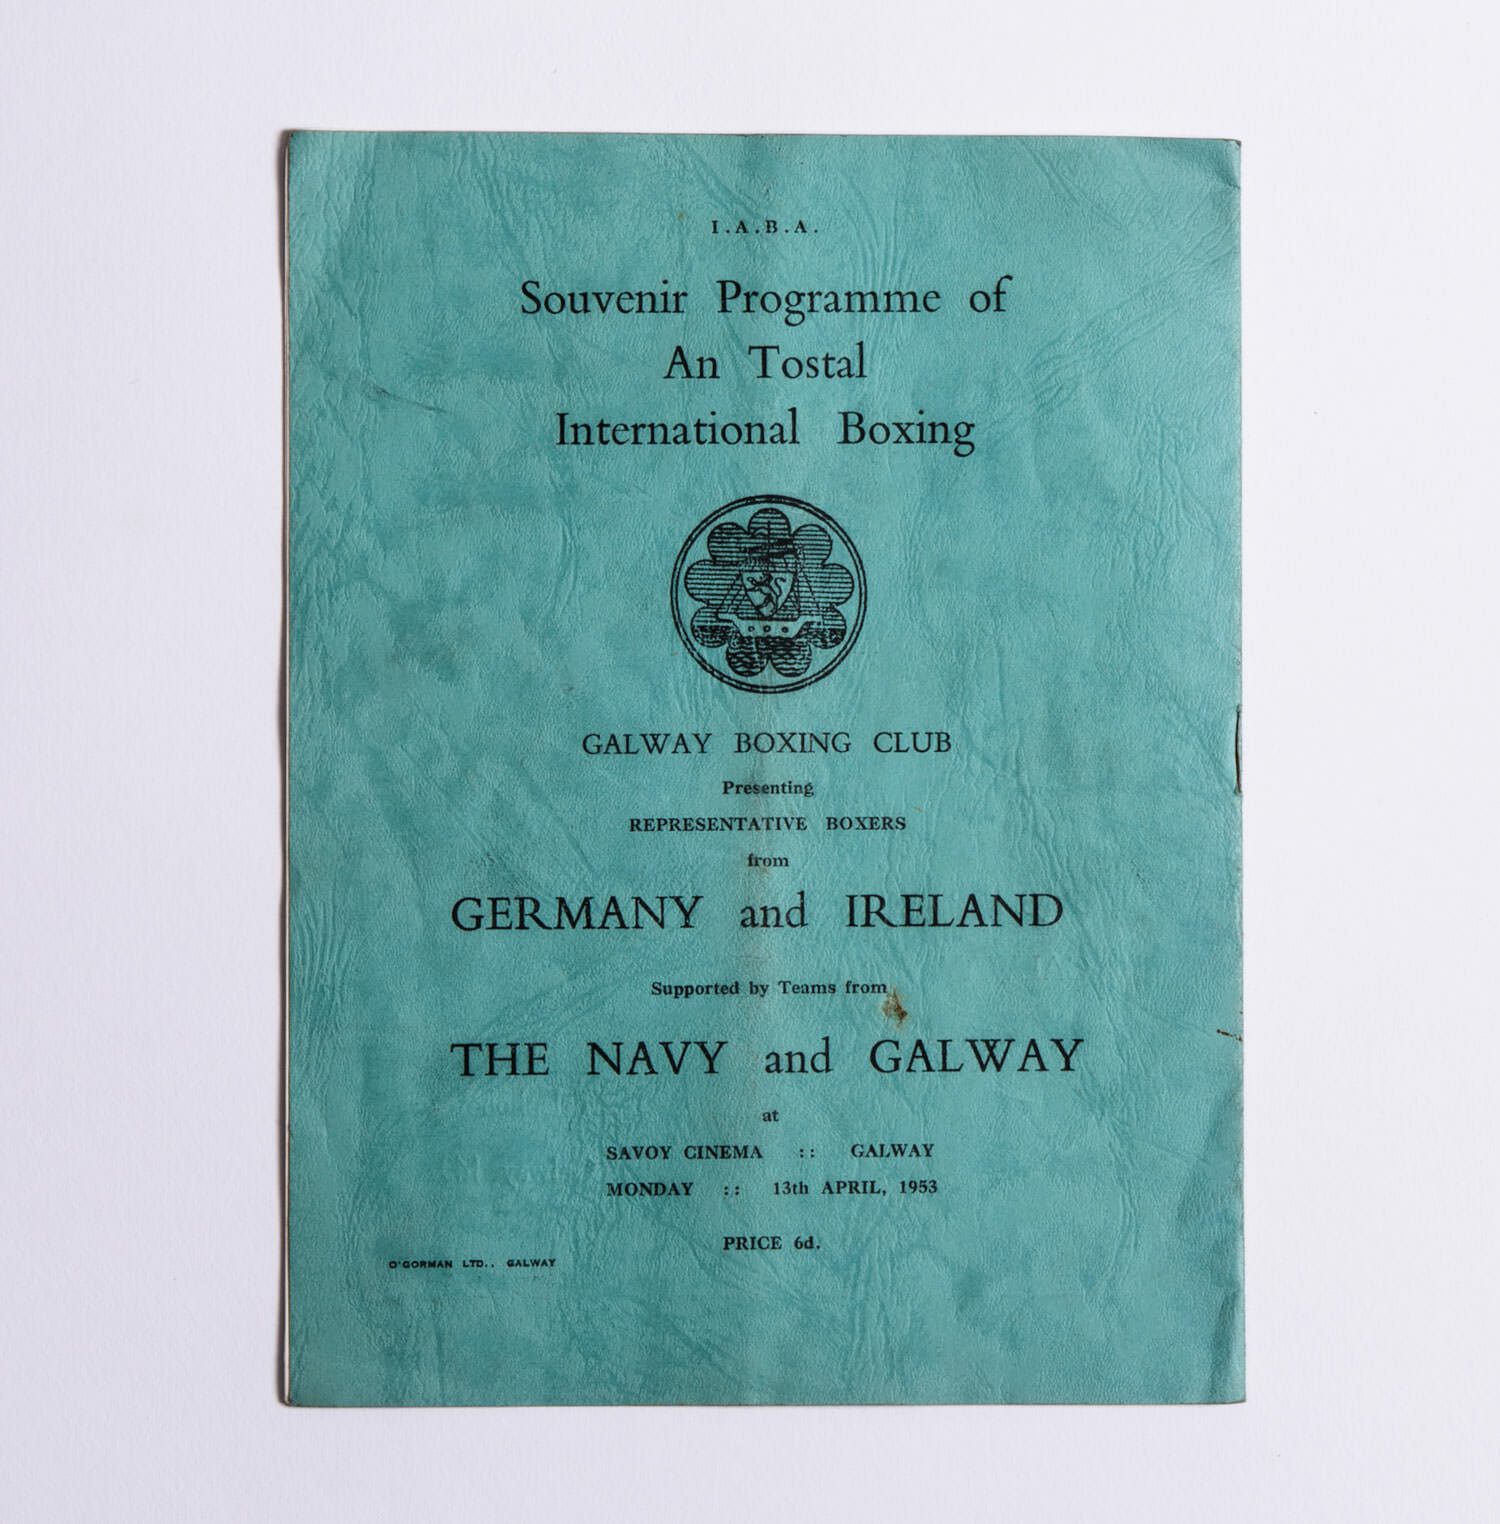 I.A.B.A.
Souvenir Programme of
An Tostal
International Boxing
GALWAY BOXING CLUB
Presenting
REPRESENTATIVE BOXERS
from
GERMANY and IRELAND
Supported by Teams from
THE NAVY and GALWAY
at
SAVOY CINEMA :: GALWAY
MONDAY :: 13th APRIL, 1953
PRICE 6d.
O'GORMAN LTD., GALWAY